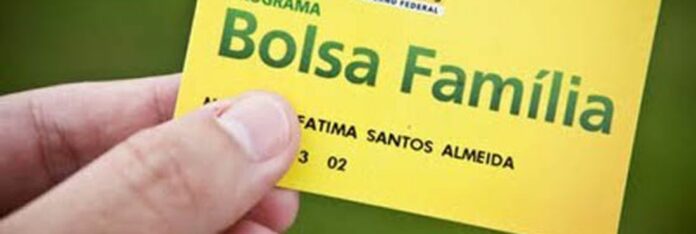 FEDERAL
Bolsa Família
FATIMA SANTOS ALMEIDA
3 02